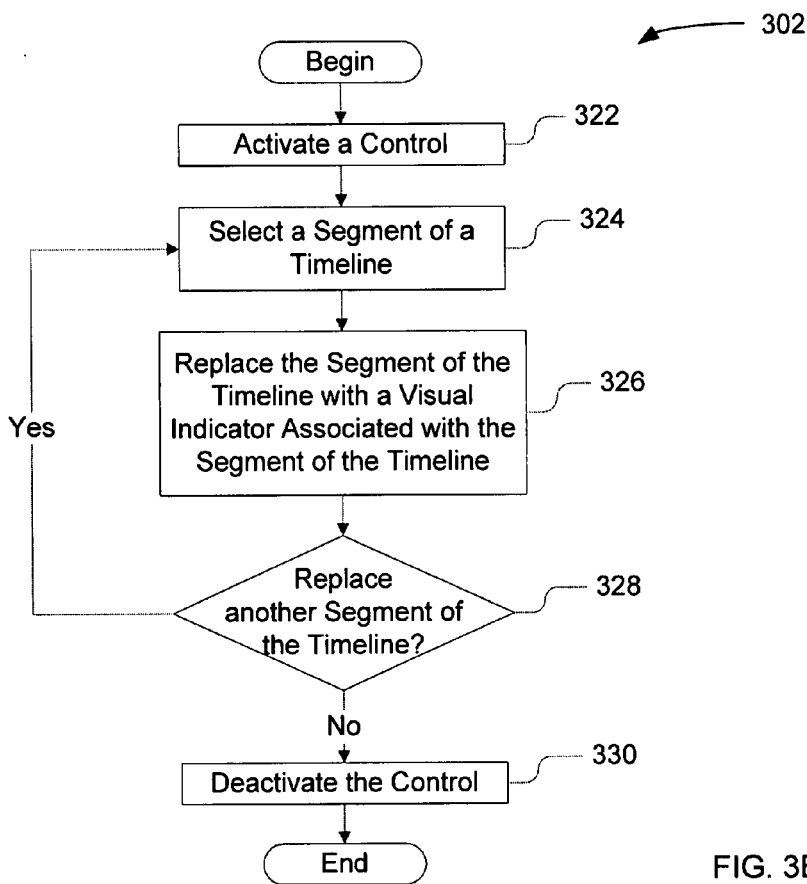 302
Begin
322
Activate a Control
324
Select a Segment of a
Timeline
Replace the Segment of the
Timeline with a Visual
Indicator Associated with the
Segment of the Timeline
326
Yes
Replace
another Segment of
the Timeline?
328
No
330
Deactivate the Control
End